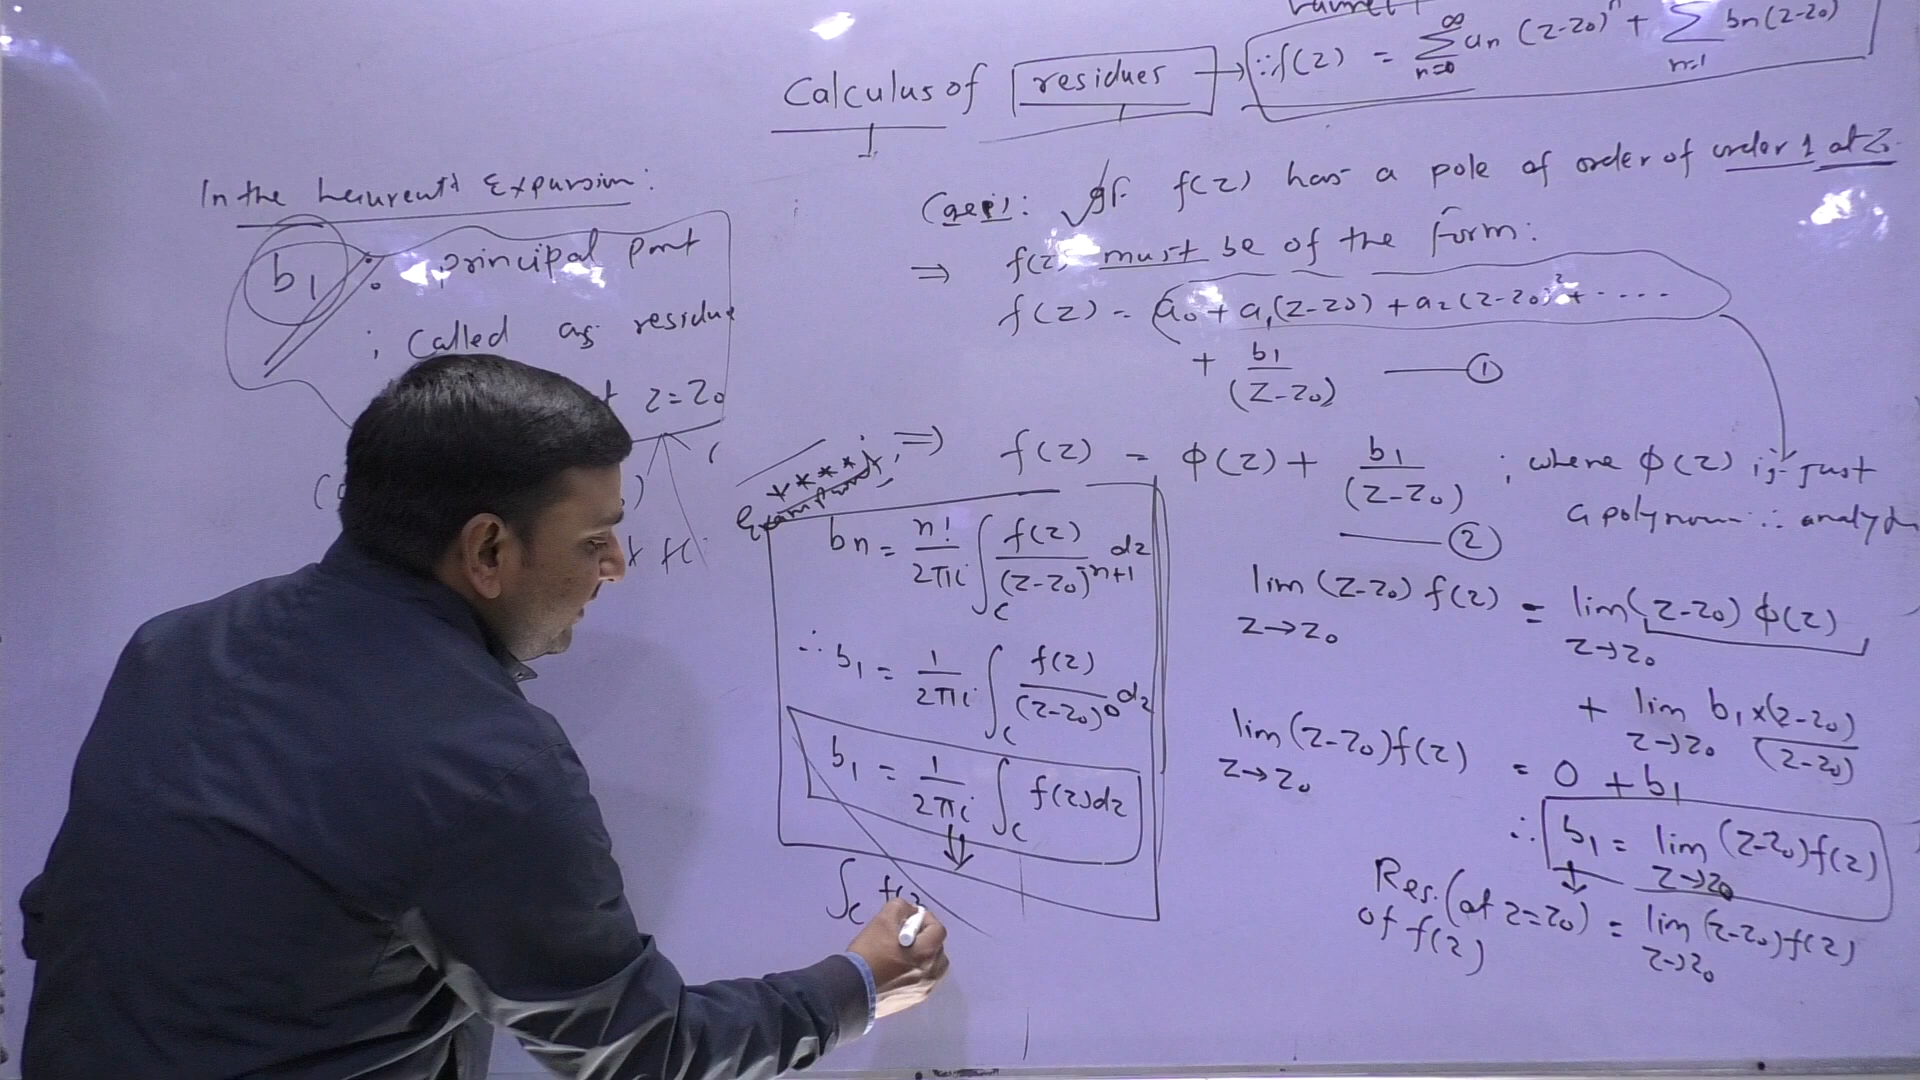 Calculus of residues → ∵ f(z) = ∑_{n=0}^{∞} an (z-z0)^n + ∑_{n=1} bn (z-z0)
In the Laurent's Expansion:
b1 : principal part
; Called as residue
z=z0
Case 1: If f(z) has a pole of order of order 1 at z0
⇒ f(z) must be of the form:
f(z) = a0 + a1(z-z0) + a2(z-z0)^2 + ....
+ b1/(z-z0) —— ①
⇒ f(z) = ϕ(z) + b1/(z-z0) ; where ϕ(z) is just
a polynom ∴ analytic
—— ②
****
bn = n!/2πi ∫_C f(z)/(z-z0)^{-n+1} dz
∴ b1 = 1/2πi ∫_C f(z)/(z-z0)^0 dz
b1 = 1/2πi ∫_C f(z)dz
⇓
∫_C f(z
lim_{z→z0} (z-z0) f(z) = lim_{z→z0} (z-z0) ϕ(z)
+ lim_{z→z0} b1×(z-z0)/(z-z0)
lim_{z→z0} (z-z0)f(z) = 0 + b1
∴ b1 = lim_{z→z0} (z-z0)f(z)
Res. (at z=z0) = lim_{z→z0} (z-z0)f(z)
of f(z)